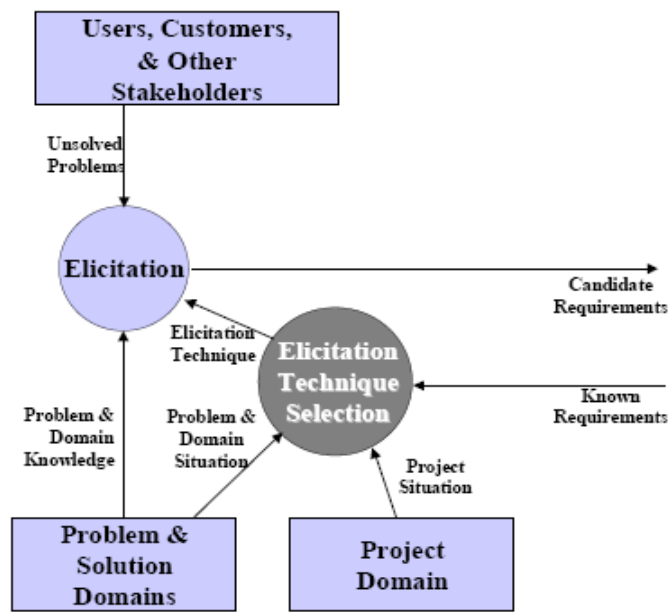 Users, Customers,
& Other
Stakeholders
Unsolved
Problems
Elicitation
Candidate
Requirements
Elicitation
Technique
Elicitation
Technique
Selection
Known
Requirements
Problem &
Domain
Knowledge
Problem &
Domain
Situation
Project
Situation
Problem &
Solution
Domains
Project
Domain